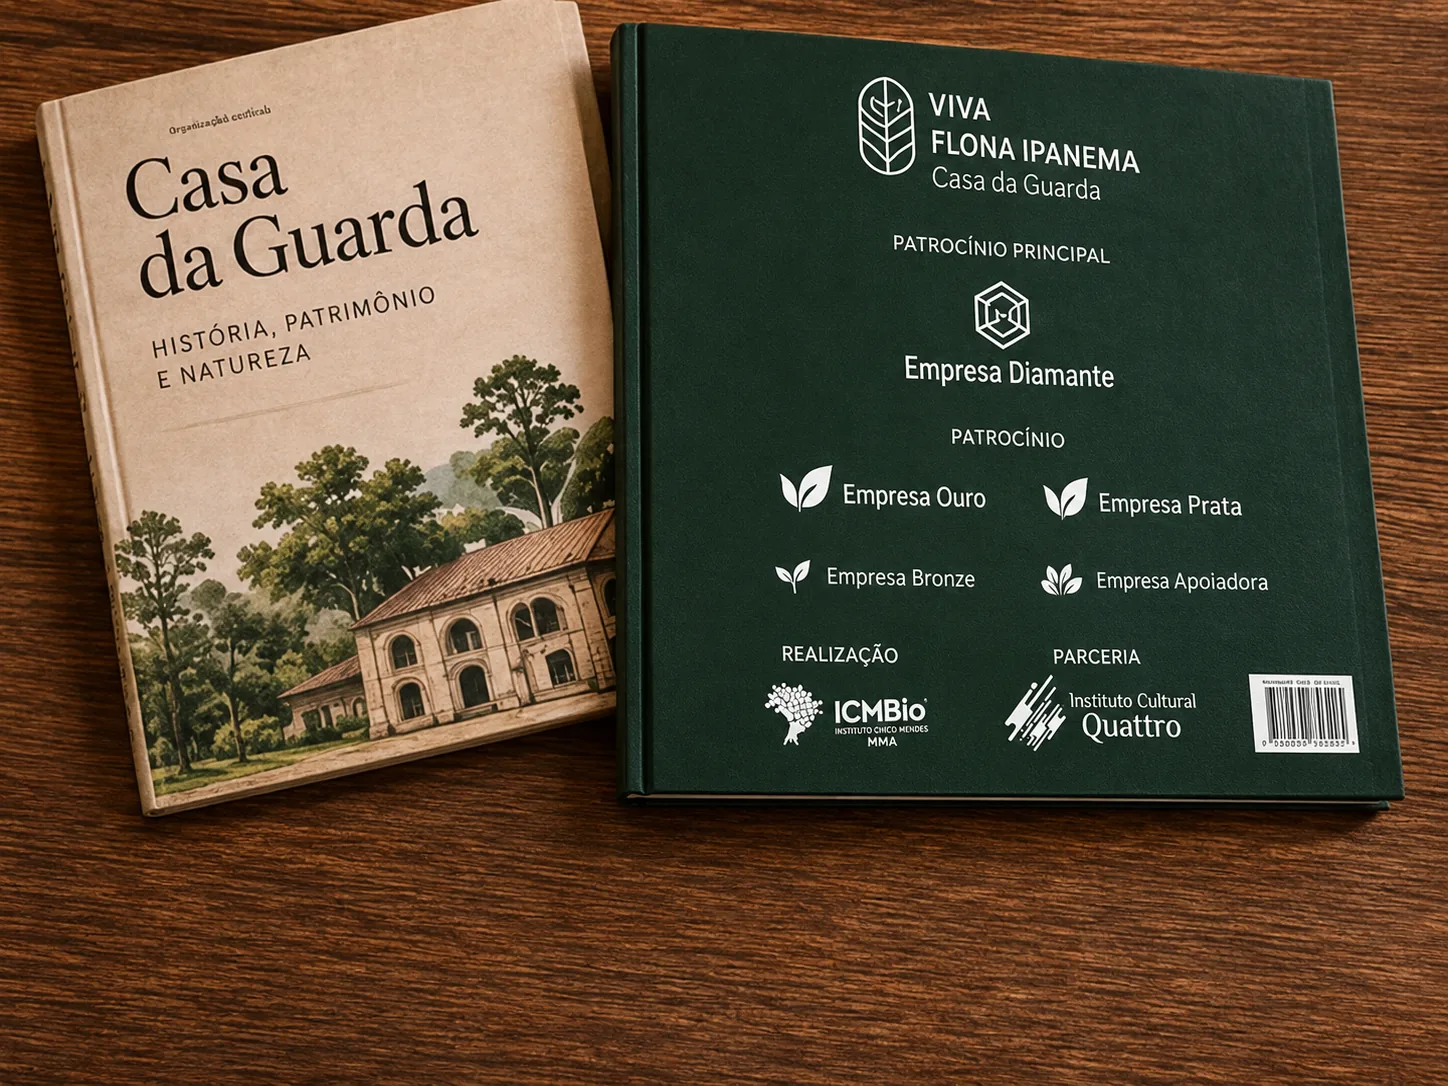 Casa
da Guarda
HISTÓRIA, PATRIMÔNIO
E NATUREZA
VIVA
FLONA IPANEMA
Casa da Guarda
PATROCÍNIO PRINCIPAL
Empresa Diamante
PATROCÍNIO
Empresa Ouro
Empresa Prata
Empresa Bronze
Empresa Apoiadora
REALIZAÇÃO
ICMBio
INSTITUTO CHICO MENDES
MMA
PARCERIA
Instituto Cultural
Quattro